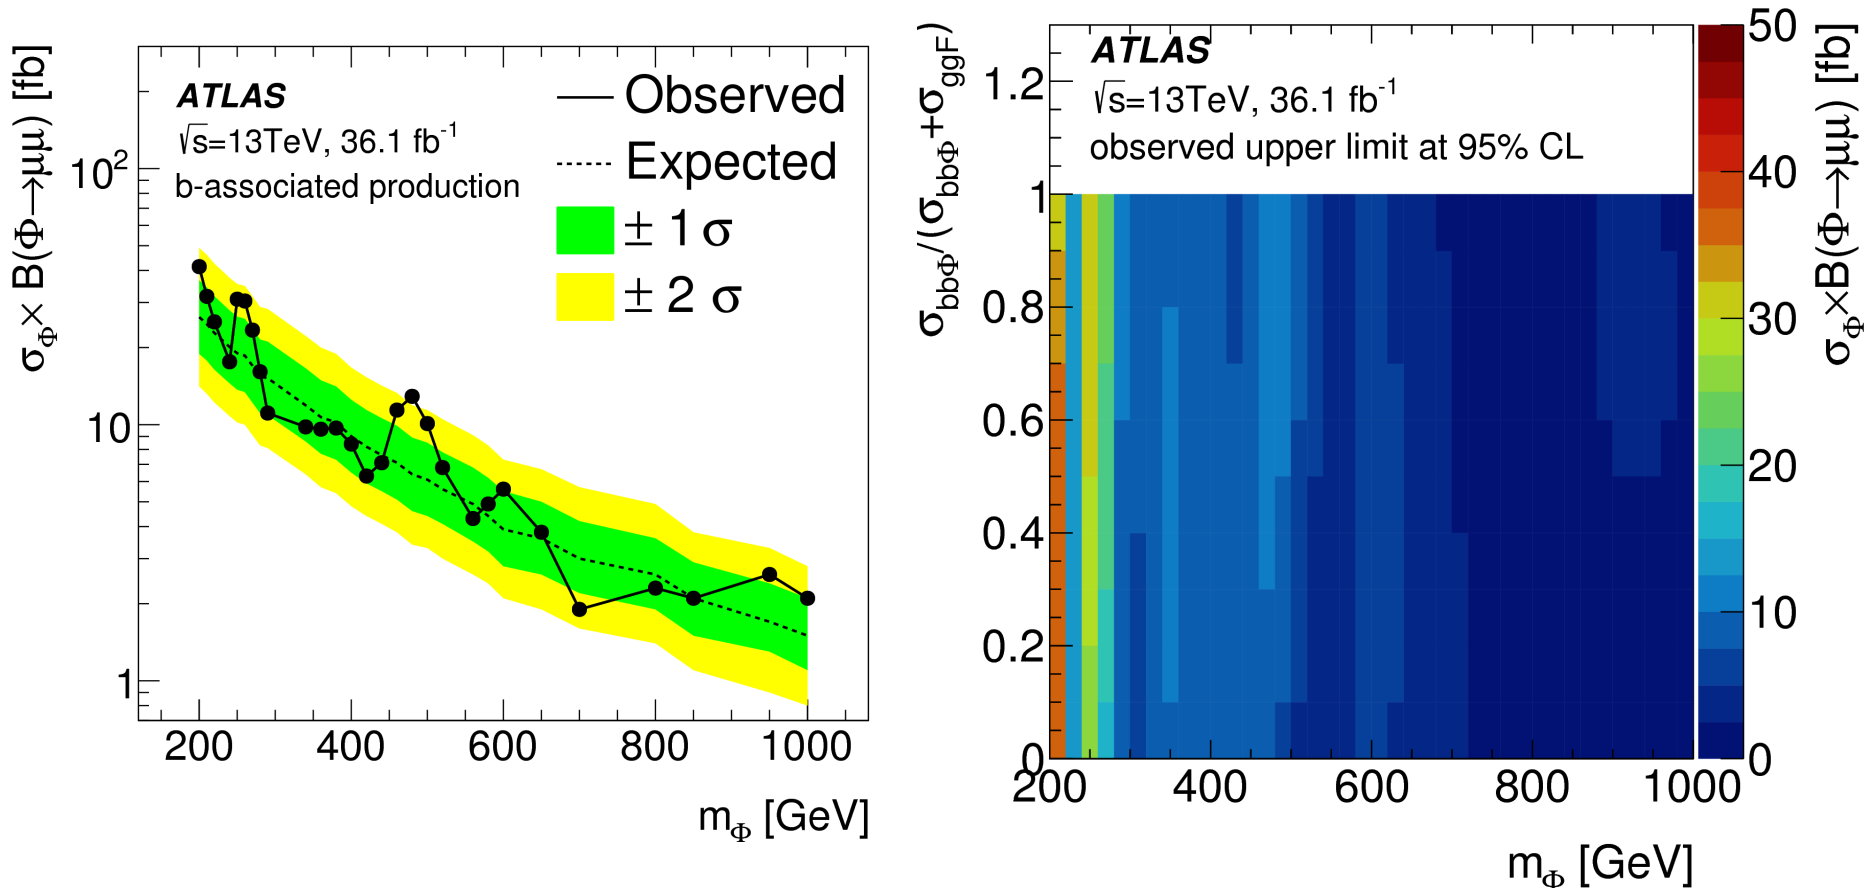 σΦ× B(Φ→μμ) [fb]
10²
10
1
ATLAS
√s=13TeV, 36.1 fb⁻¹
b-associated production
Observed
Expected
± 1 σ
± 2 σ
200 400 600 800 1000
mΦ [GeV]
σbbΦ/(σbbΦ+σggF)
1.2
1
0.8
0.6
0.4
0.2
0
ATLAS
√s=13TeV, 36.1 fb⁻¹
observed upper limit at 95% CL
200 400 600 800 1000
mΦ [GeV]
50
40
30
20
10
0
σΦ×B(Φ→μμ) [fb]